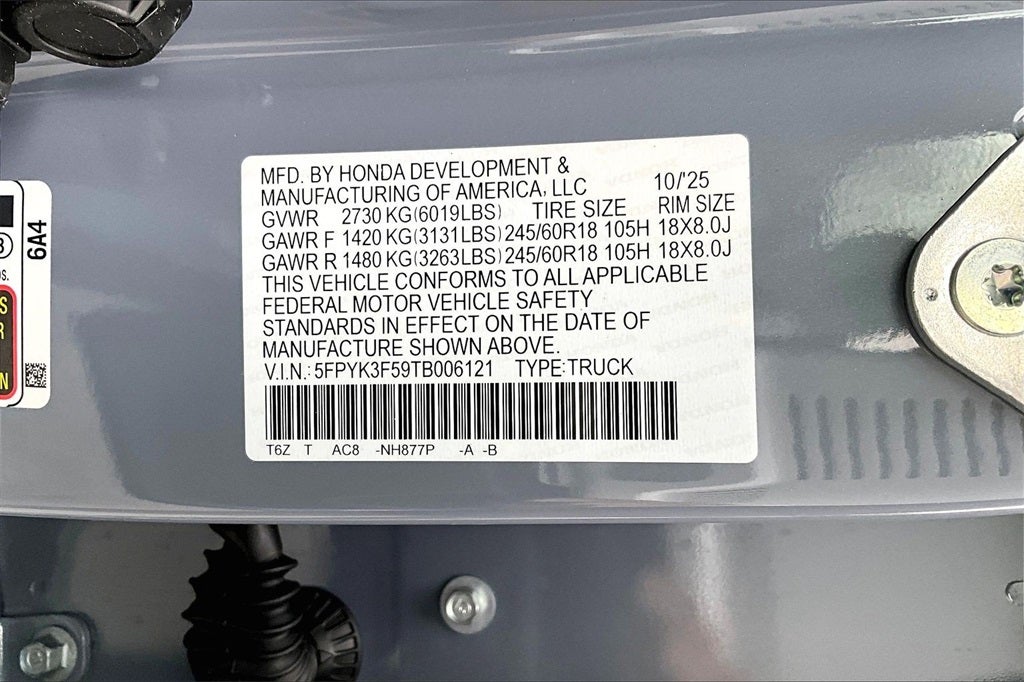 MFD. BY HONDA DEVELOPMENT &
MANUFACTURING OF AMERICA, LLC 10/'25
GVWR 2730 KG(6019LBS) TIRE SIZE RIM SIZE
GAWR F 1420 KG(3131LBS) 245/60R18 105H 18X8.0J
GAWR R 1480 KG(3263LBS) 245/60R18 105H 18X8.0J
THIS VEHICLE CONFORMS TO ALL APPLICABLE
FEDERAL MOTOR VEHICLE SAFETY
STANDARDS IN EFFECT ON THE DATE OF
MANUFACTURE SHOWN ABOVE.
V.I.N.: 5FPYK3F59TB006121 TYPE:TRUCK
T6Z T AC8 -NH877P -A -B
6A4